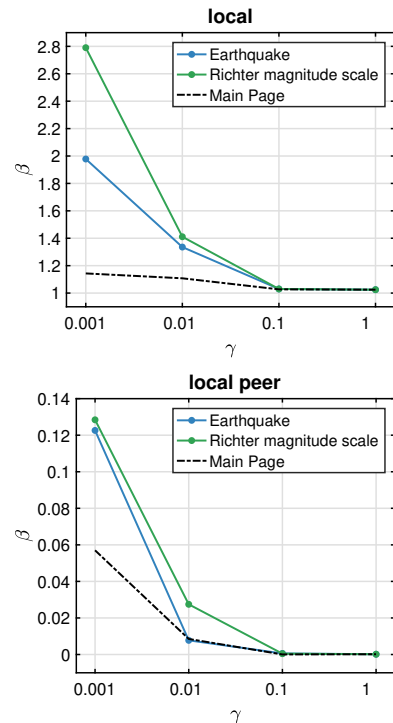 local
2.8
2.6
2.4
2.2
2
1.8
1.6
1.4
1.2
1
β
Earthquake
Richter magnitude scale
Main Page
0.001 0.01 0.1 1
γ
local peer
0.14
0.12
0.1
0.08
0.06
0.04
0.02
0
β
Earthquake
Richter magnitude scale
Main Page
0.001 0.01 0.1 1
γ